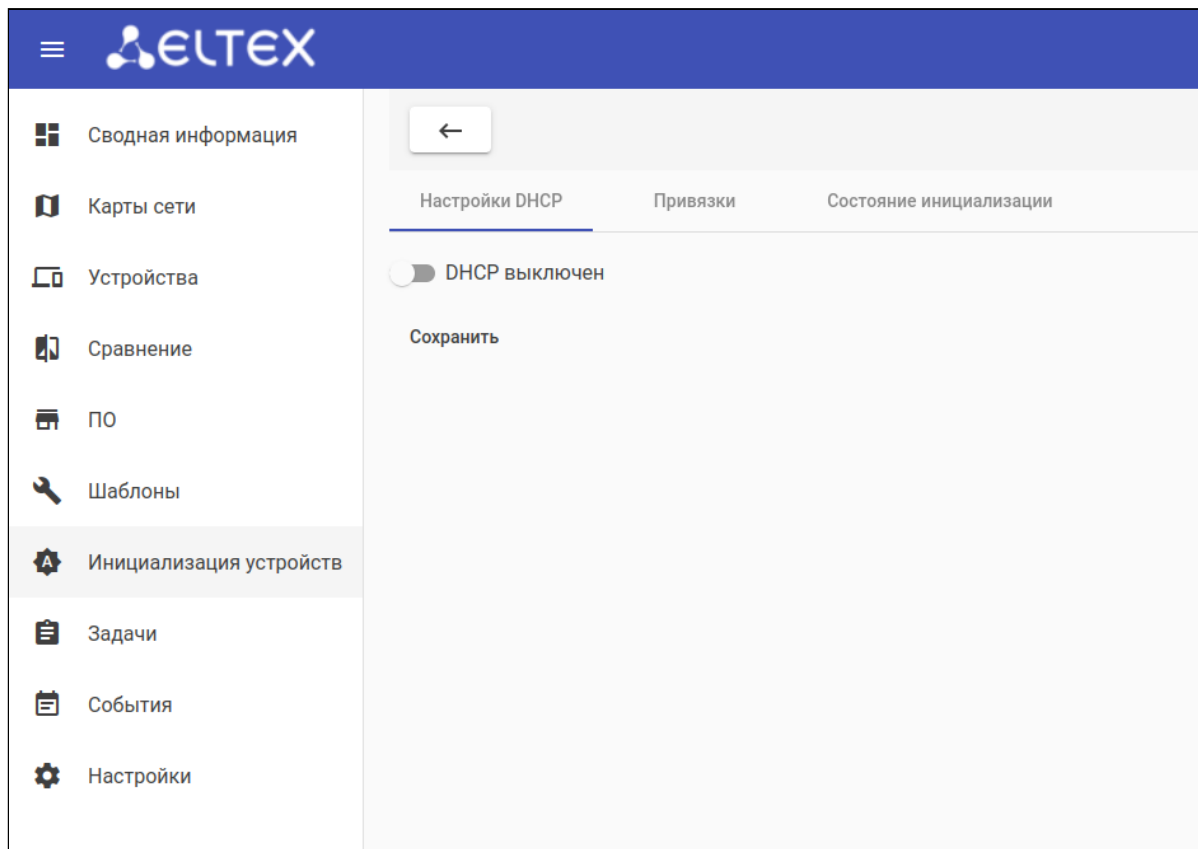 ELTEX
Сводная информация
Карты сети
Устройства
Сравнение
ПО
Шаблоны
Инициализация устройств
Задачи
События
Настройки
Настройки DHCP
Привязки
Состояние инициализации
DHCP выключен
Сохранить